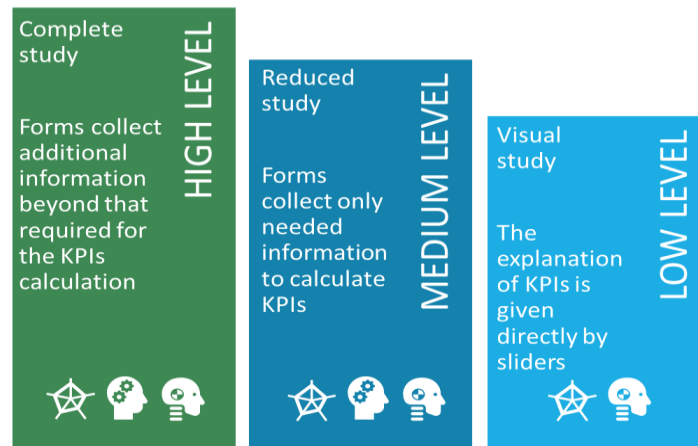 Complete
study
Forms collect
additional
information
beyond that
required for
the KPIs
calculation
HIGH LEVEL
Reduced
study
Forms
collect only
needed
information
to calculate
KPIs
MEDIUM LEVEL
Visual
study
The
explanation
of KPIs is
given
directly by
sliders
LOW LEVEL